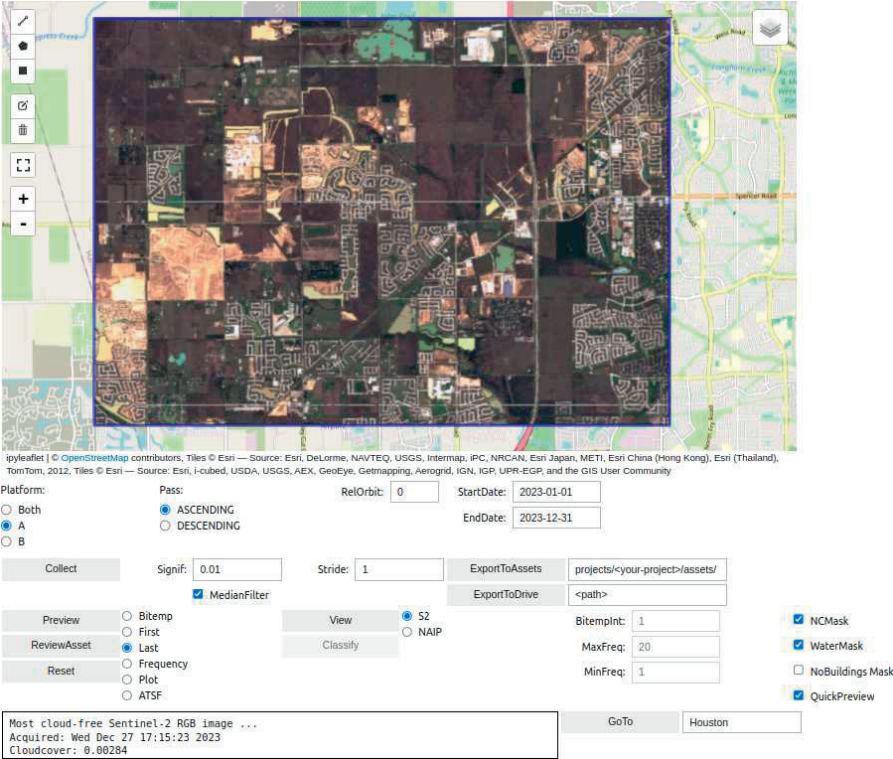 West Road
Langham Creek
Spencer Road
+
-
ipyleaflet | © OpenStreetMap contributors, Tiles © Esri — Source: Esri, DeLorme, NAVTEQ, USGS, Intermap, iPC, NRCAN, Esri Japan, METI, Esri China (Hong Kong), Esri (Thailand),
TomTom, 2012, Tiles © Esri — Source: Esri, i-cubed, USDA, USGS, AEX, GeoEye, Getmapping, Aerogrid, IGN, IGP, UPR-EGP, and the GIS User Community
Platform: Pass: RelOrbit: 0 StartDate: 2023-01-01
Both ASCENDING
A DESCENDING EndDate: 2023-12-31
B
Collect Signif: 0.01 Stride: 1 ExportToAssets projects/<your-project>/assets/
MedianFilter ExportToDrive <path>
Preview Bitemp View S2 BitempInt: 1 NCMask
First NAIP
ReviewAsset Last Classify MaxFreq: 20 WaterMask
Reset Frequency MinFreq: 1 NoBuildings Mask
Plot
ATSF QuickPreview
Most cloud-free Sentinel-2 RGB image ... GoTo Houston
Acquired: Wed Dec 27 17:15:23 2023
Cloudcover: 0.00284